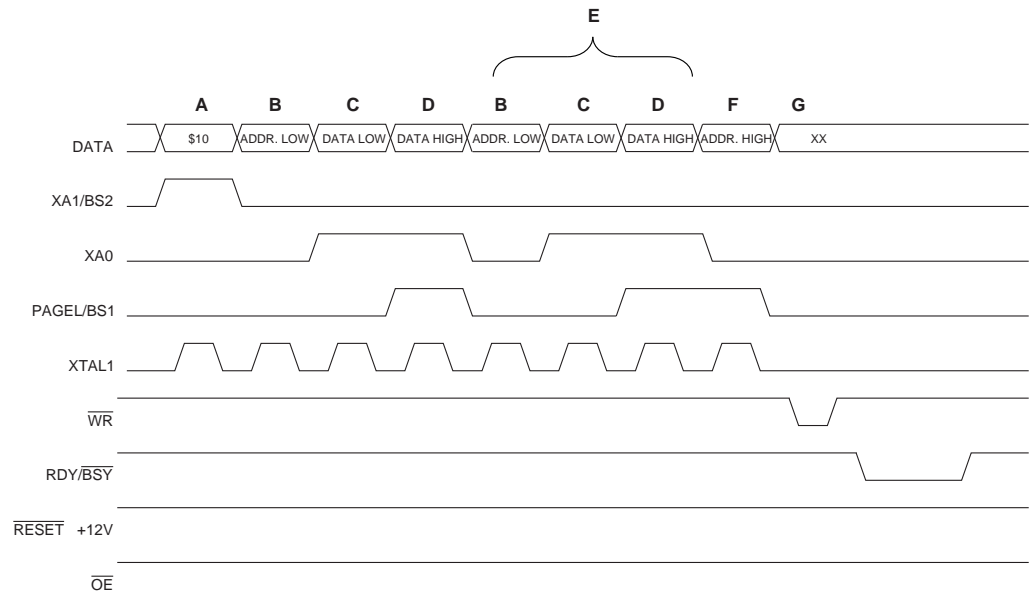 E
A B C D B C D F G
DATA $10 ADDR. LOW DATA LOW DATA HIGH ADDR. LOW DATA LOW DATA HIGH ADDR. HIGH XX
XA1/BS2
XA0
PAGEL/BS1
XTAL1
WR
RDY/BSY
RESET +12V
OE